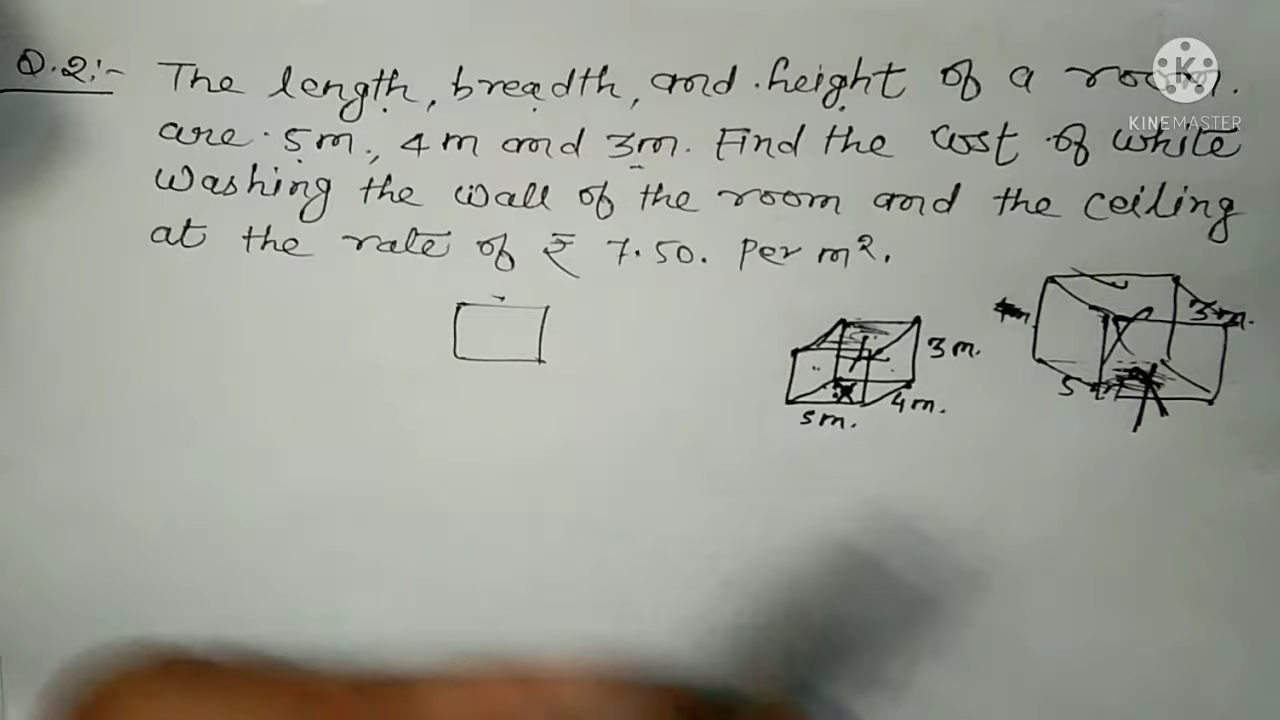 Q.2:- The length, breadth, and height of a room.
are 5m, 4m and 3m. Find the cost of white
washing the wall of the room and the ceiling
at the rate of ₹ 7.50. Per m².
KINEMASTER
3m.
5m
3m.
4m.
5m.